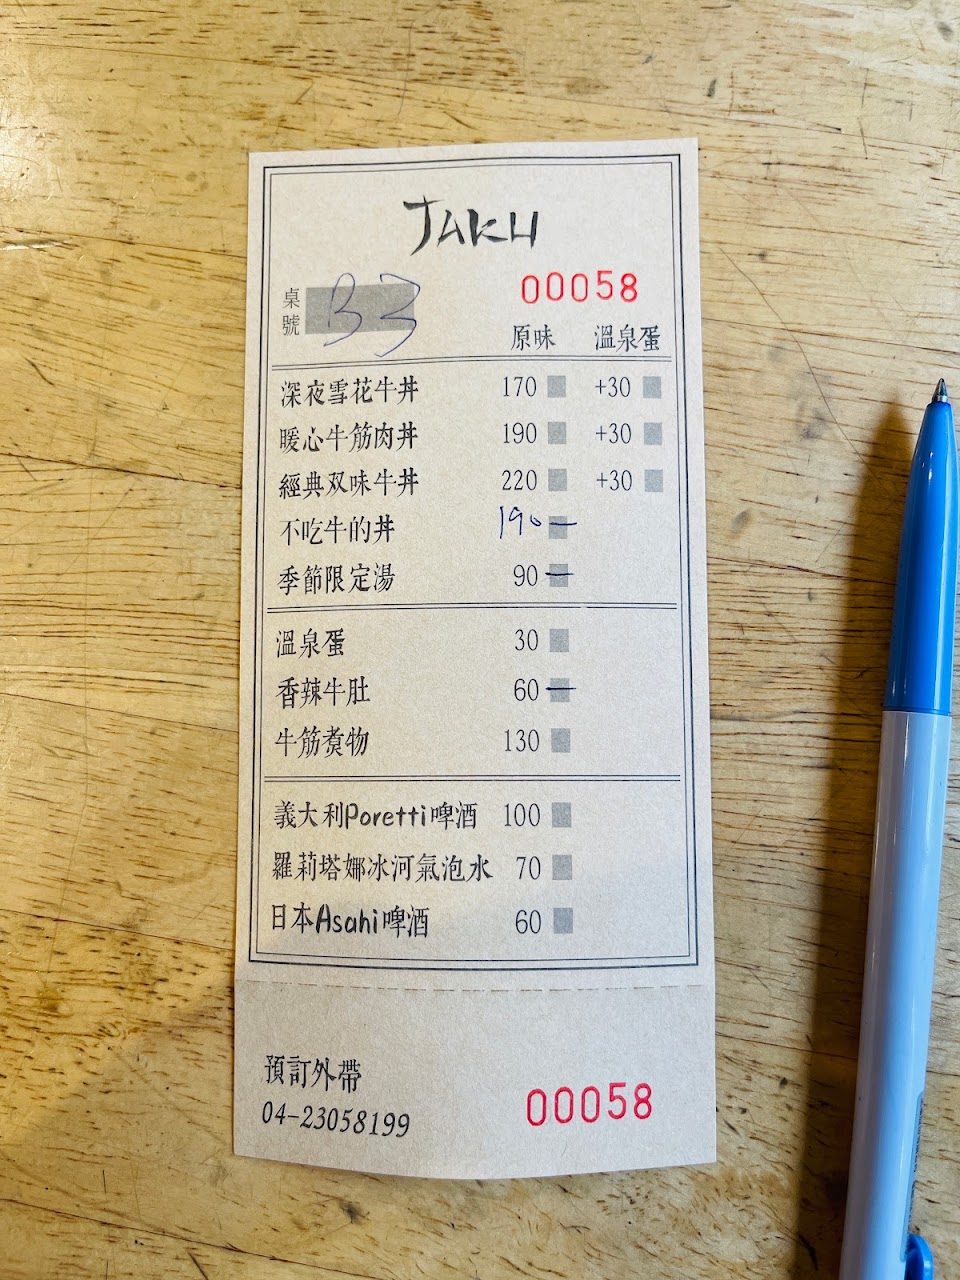 JAKU
桌號 B3 00058
原味 溫泉蛋
深夜雪花牛丼 170 +30
暖心牛筋肉丼 190 +30
經典双味牛丼 220 +30
不吃牛的丼 190
季節限定湯 90
溫泉蛋 30
香辣牛肚 60
牛筋煮物 130
義大利Poretti啤酒 100
羅莉塔娜冰河氣泡水 70
日本Asahi啤酒 60
預訂外帶
04-23058199 00058